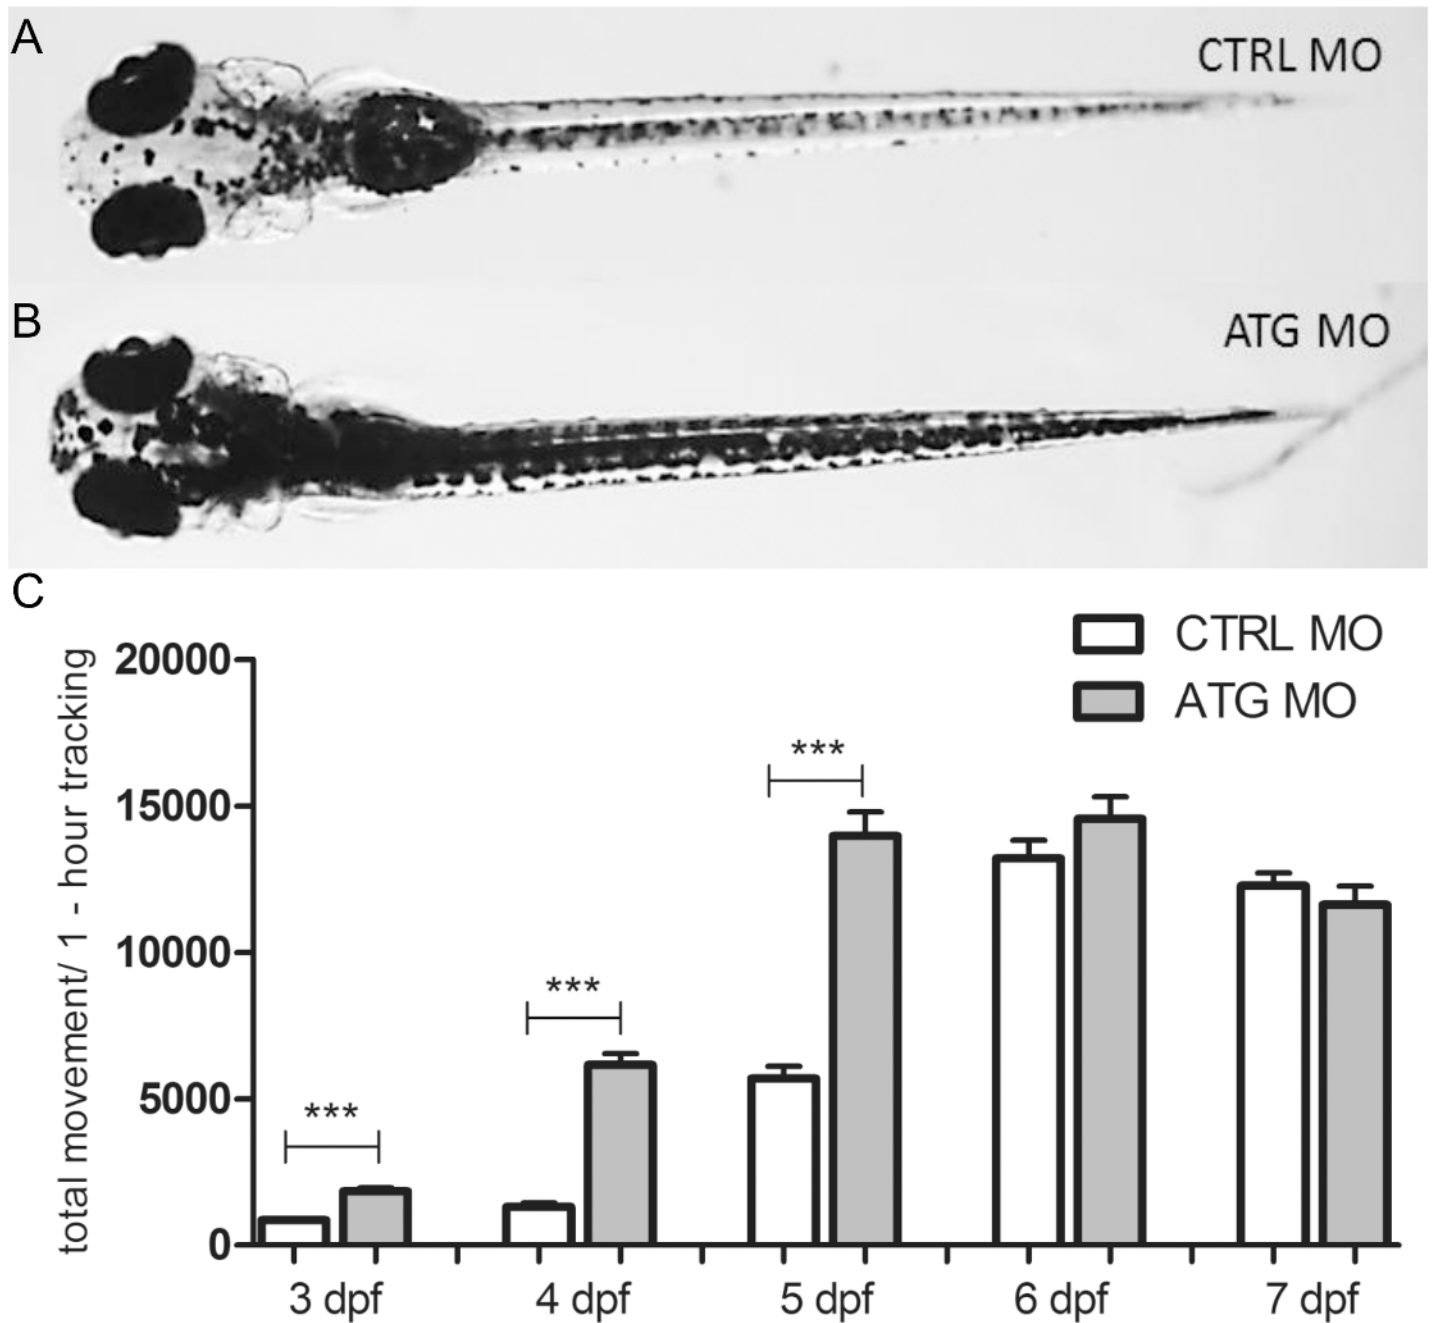 A
CTRL MO
B
ATG MO
C
CTRL MO
ATG MO
total movement/ 1 - hour tracking
20000
15000
10000
5000
0
***
***
***
3 dpf
4 dpf
5 dpf
6 dpf
7 dpf